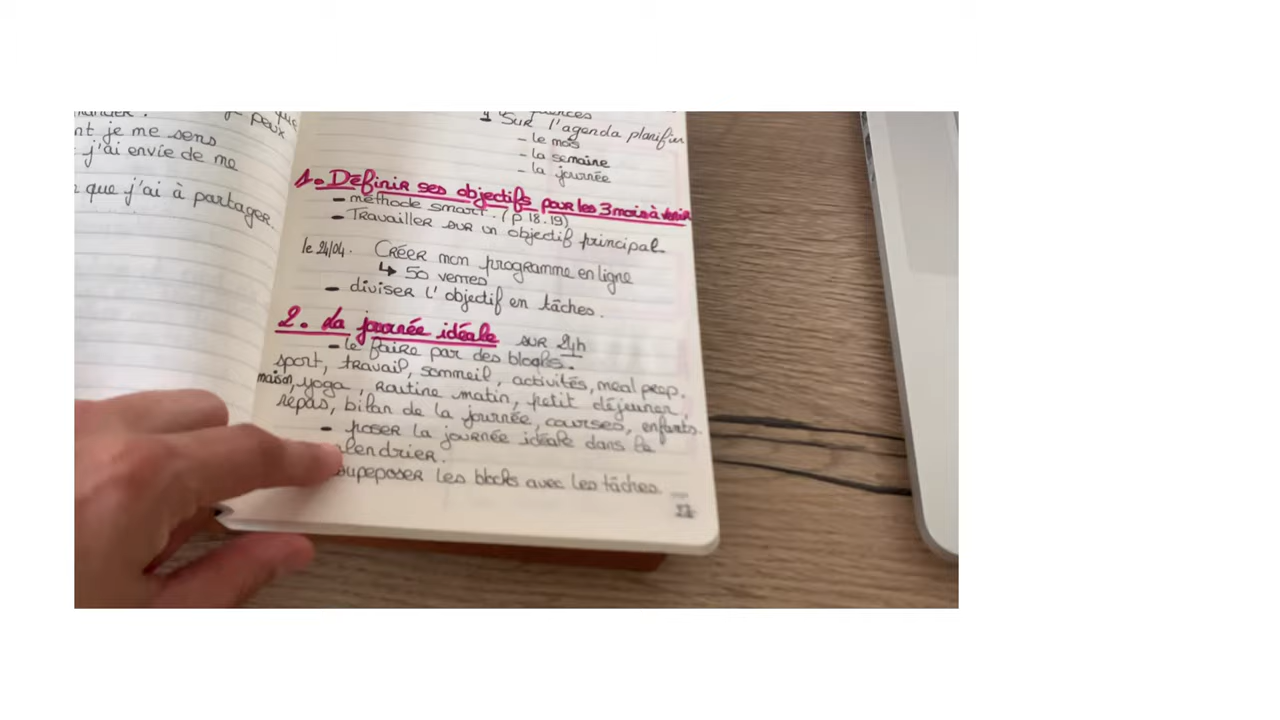 peux
nt je me sens
j'ai envie de me
que j'ai à partager.
Sur l'agenda planifier
- le mois
- la semaine
- la journée
1. Définir ses objectifs pour les 3 mois à venir
- méthode smart. (p 18.19)
- Travailler sur un objectif principal
le 24/04. Créer mon programme en ligne
↳ 50 ventes
- diviser l'objectif en tâches.
2. La journée idéale sur 24h
- le faire par des blocks.
sport, travail, sommeil, activités, meal prep.
maison, yoga, Routine matin, petit déjeuner,
repas, bilan de la journée, courses, enfants.
- poser la journée idéale dans le
lendrier.
supeposer les blocks avec les tâches